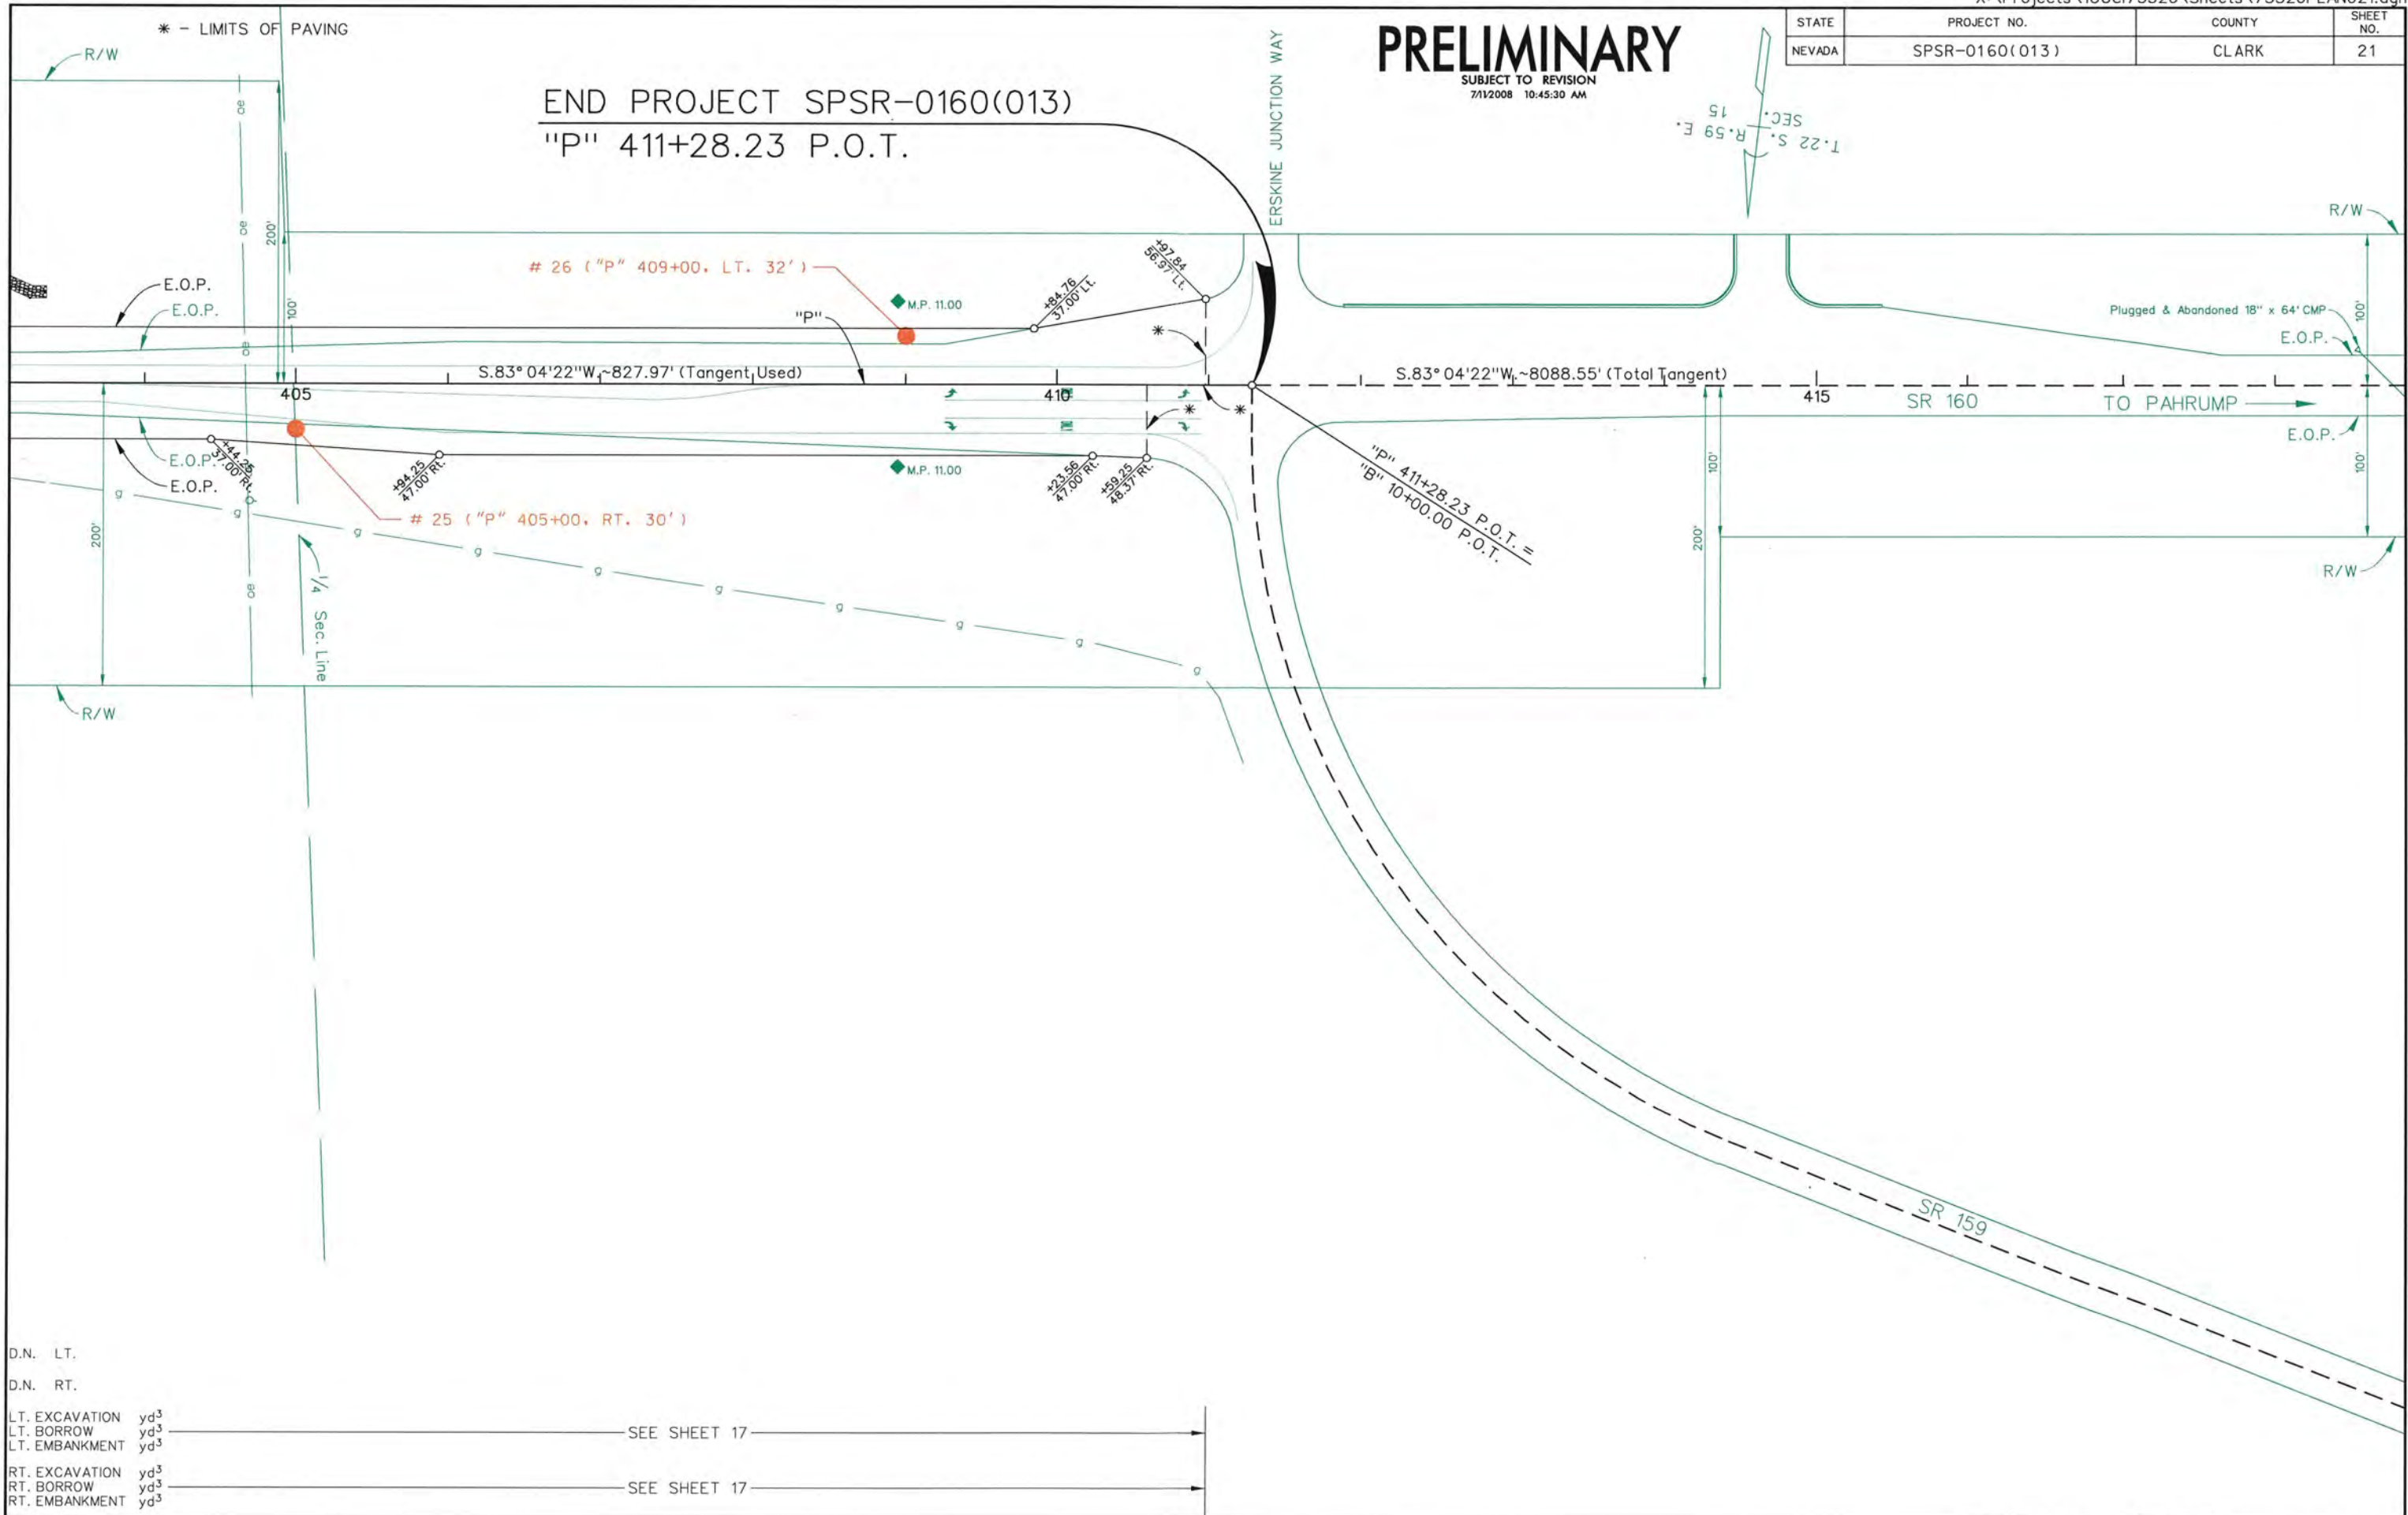 * - LIMITS OF PAVING
PRELIMINARY
SUBJECT TO REVISION
7/11/2008 10:45:30 AM
STATE PROJECT NO. COUNTY SHEET NO.
NEVADA SPSR-0160(013) CLARK 21
R/W
END PROJECT SPSR-0160(013)
"P" 411+28.23 P.O.T.
ERSKINE JUNCTION WAY
T.22 S. R.59 E.
SEC. 15
R/W
oe
oe
oe
oe
oe
200'
100'
# 26 ("P" 409+00, LT. 32')
M.P. 11.00
"P"
+84.76
37.00' Lt.
+97.84
56.97' Lt.
*
E.O.P.
E.O.P.
Plugged & Abandoned 18" x 64' CMP
E.O.P.
100'
S.83° 04'22"W.~827.97' (Tangent Used)
S.83° 04'22"W.~8088.55' (Total Tangent)
405
410
415
SR 160
TO PAHRUMP
*
*
E.O.P.
E.O.P.
E.O.P.
+44.25
37.00' Rt.
+94.25
47.00' Rt.
M.P. 11.00
+23.56
47.00' Rt.
+59.25
48.37' Rt.
"P" 411+28.23 P.O.T. =
"B" 10+00.00 P.O.T.
100'
200'
100'
R/W
# 25 ("P" 405+00, RT. 30')
200'
g
g
g
g
g
g
g
g
g
g
1/4 Sec. Line
R/W
SR 159
D.N. LT.
D.N. RT.
LT. EXCAVATION yd³
LT. BORROW yd³ SEE SHEET 17
LT. EMBANKMENT yd³
RT. EXCAVATION yd³
RT. BORROW yd³ SEE SHEET 17
RT. EMBANKMENT yd³